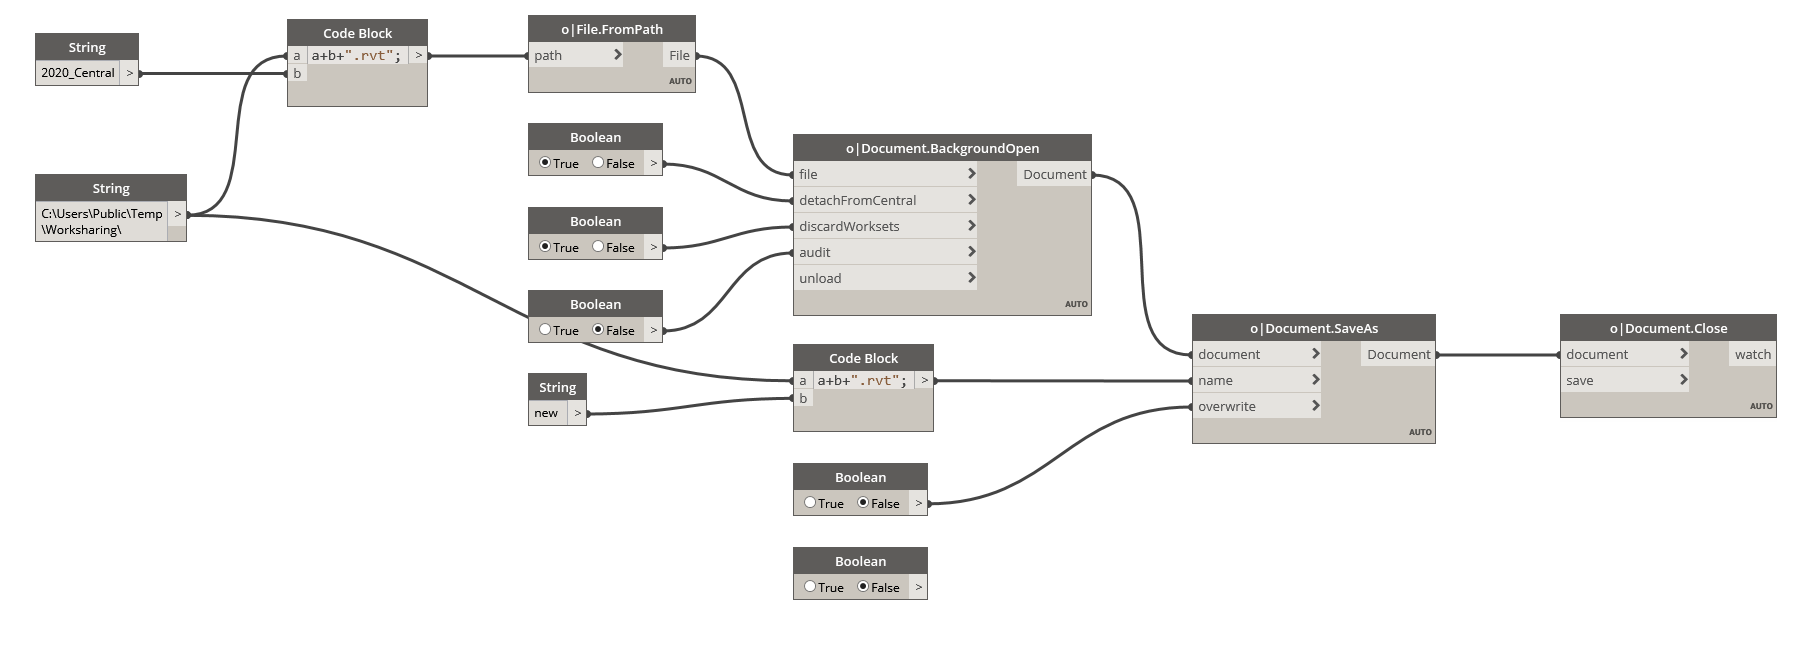 String
2020_Central >
Code Block
a a+b+".rvt"; >
b
o|File.FromPath
path File
AUTO
String
C:\Users\Public\Temp
\Worksharing\
>
Boolean
True False >
Boolean
True False >
Boolean
True False >
o|Document.BackgroundOpen
file Document
detachFromCentral
discardWorksets
audit
unload
AUTO
String
new >
Code Block
a a+b+".rvt"; >
b
Boolean
True False >
Boolean
True False >
o|Document.SaveAs
document Document
name
overwrite
AUTO
o|Document.Close
document watch
save
AUTO